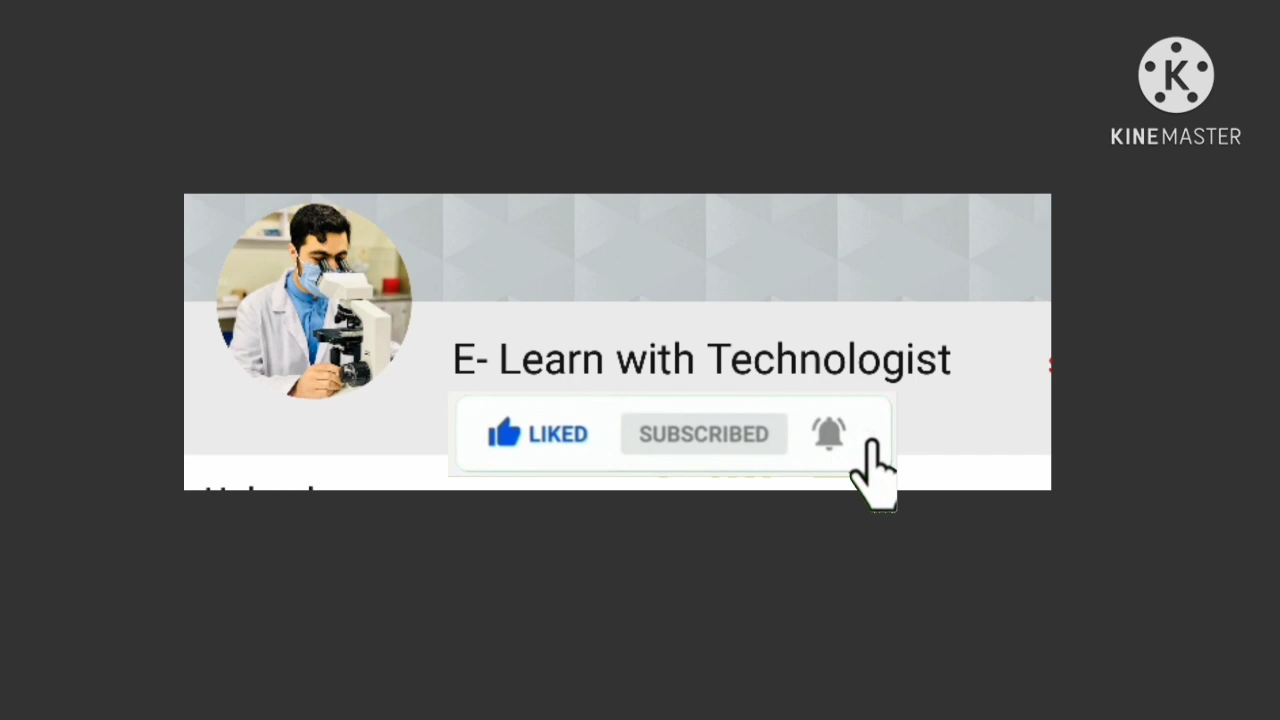 K
KINEMASTER
E- Learn with Technologist
LIKED
SUBSCRIBED